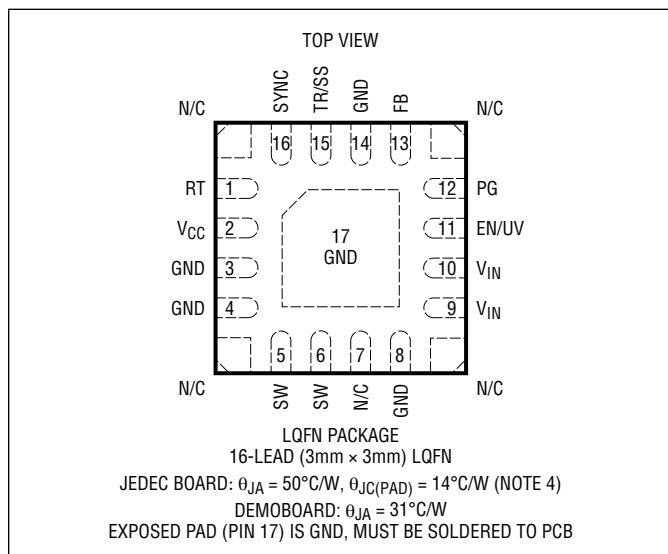 TOP VIEW
N/C
SYNC
TR/SS
GND
FB
N/C
16
15
14
13
RT 1
12 PG
VCC 2
11 EN/UV
17
GND
GND 3
10 VIN
GND 4
9 VIN
5
6
7
8
N/C
SW
SW
N/C
GND
N/C
LQFN PACKAGE
16-LEAD (3mm × 3mm) LQFN
JEDEC BOARD: θJA = 50°C/W, θJC(PAD) = 14°C/W (NOTE 4)
DEMOBOARD: θJA = 31°C/W
EXPOSED PAD (PIN 17) IS GND, MUST BE SOLDERED TO PCB